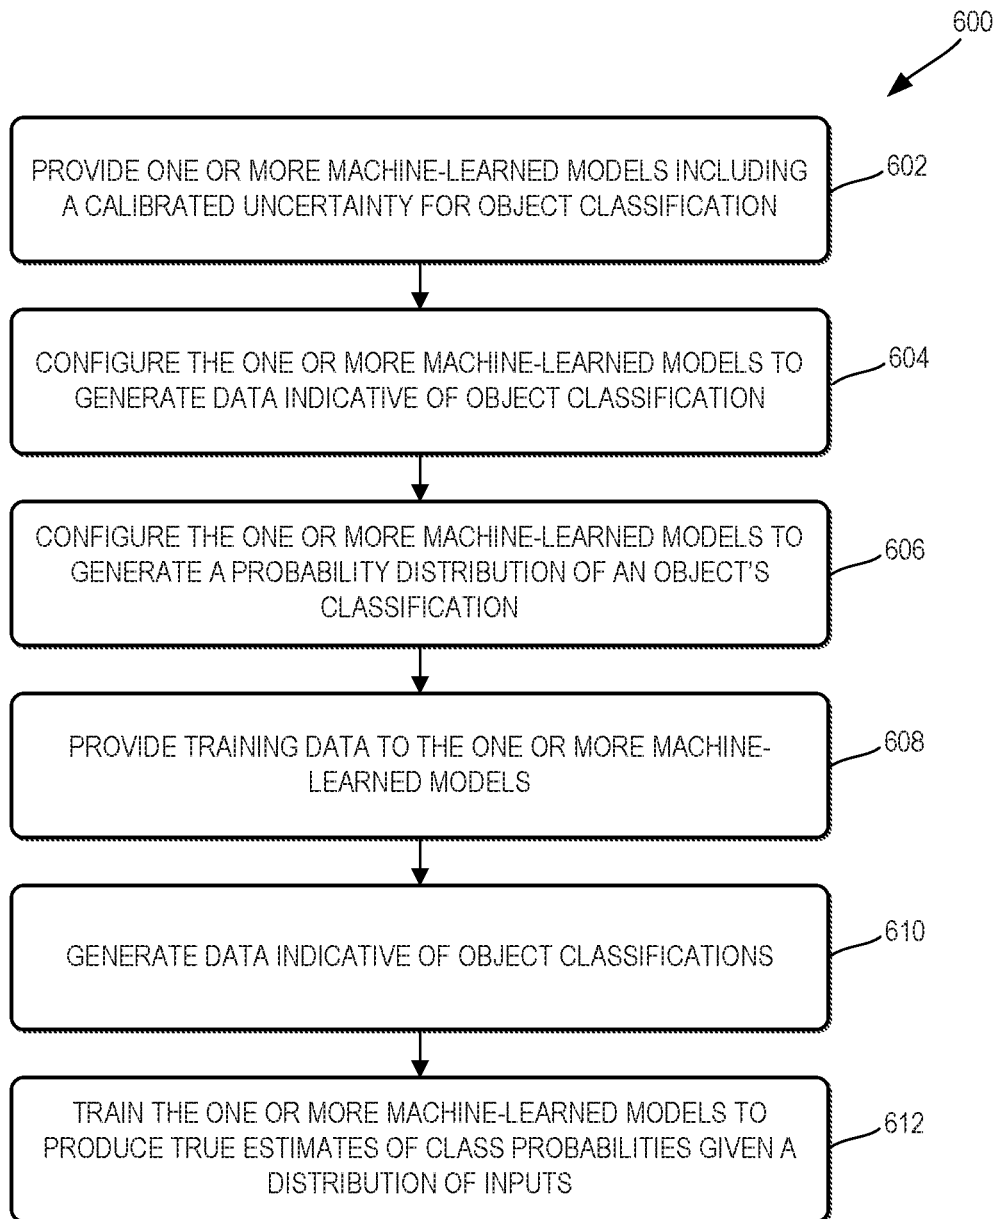 600
PROVIDE ONE OR MORE MACHINE-LEARNED MODELS INCLUDING
A CALIBRATED UNCERTAINTY FOR OBJECT CLASSIFICATION
602
CONFIGURE THE ONE OR MORE MACHINE-LEARNED MODELS TO
GENERATE DATA INDICATIVE OF OBJECT CLASSIFICATION
604
CONFIGURE THE ONE OR MORE MACHINE-LEARNED MODELS TO
GENERATE A PROBABILITY DISTRIBUTION OF AN OBJECT'S
CLASSIFICATION
606
PROVIDE TRAINING DATA TO THE ONE OR MORE MACHINE-
LEARNED MODELS
608
GENERATE DATA INDICATIVE OF OBJECT CLASSIFICATIONS
610
TRAIN THE ONE OR MORE MACHINE-LEARNED MODELS TO
PRODUCE TRUE ESTIMATES OF CLASS PROBABILITIES GIVEN A
DISTRIBUTION OF INPUTS
612